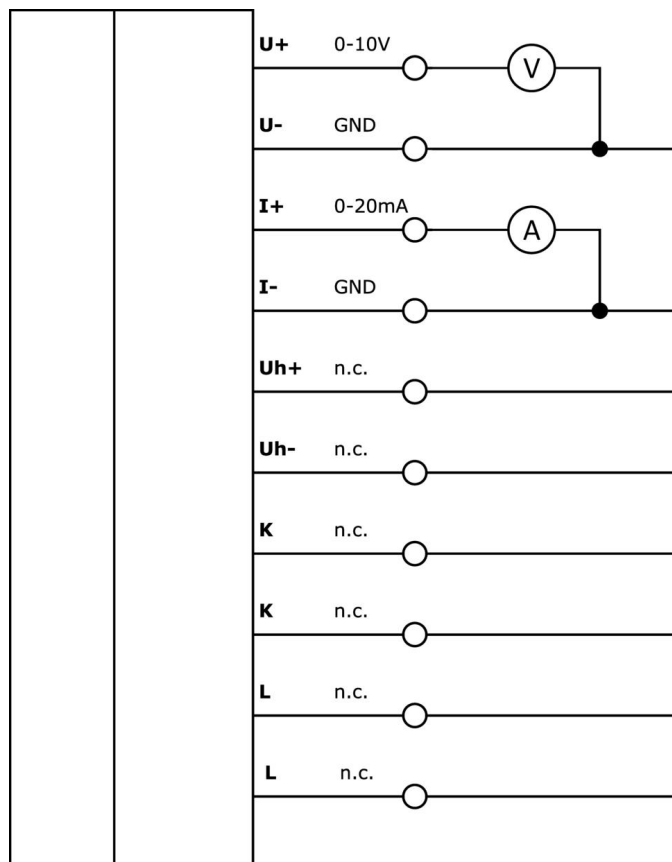 U+ 0-10V
V
U- GND
I+ 0-20mA
A
I- GND
Uh+ n.c.
Uh- n.c.
K n.c.
K n.c.
L n.c.
L n.c.